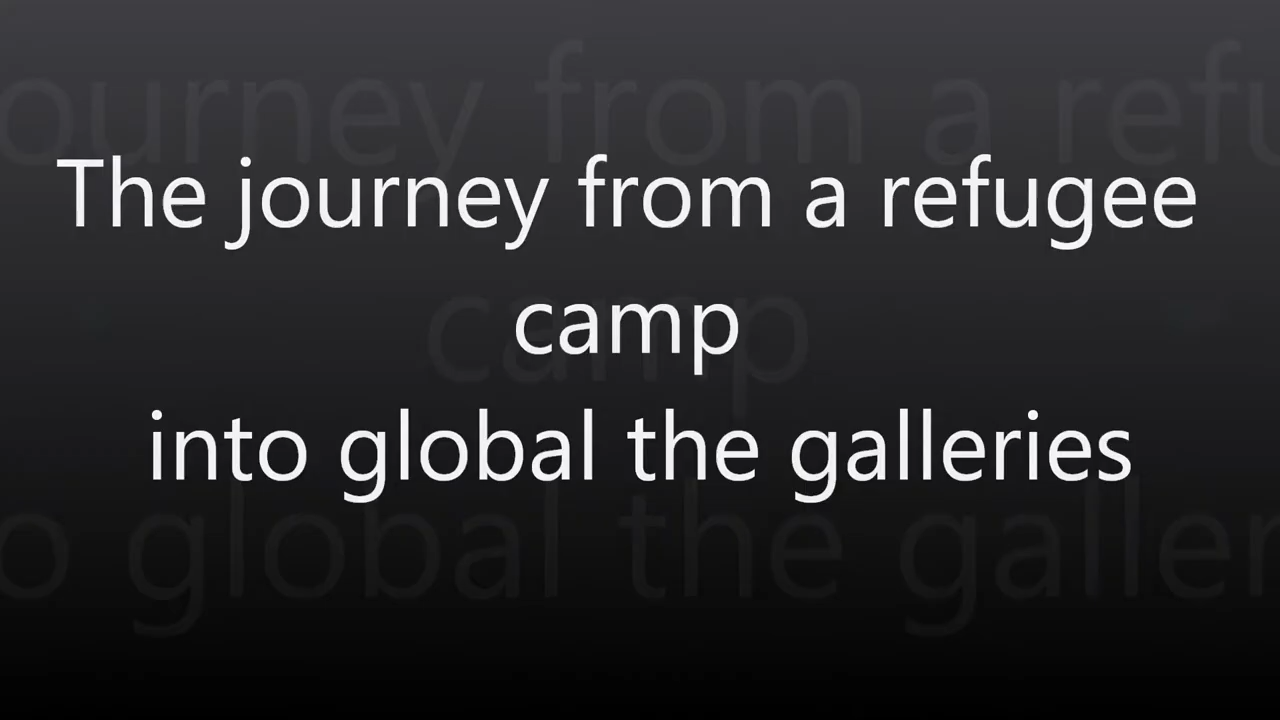 The journey from a refugee
camp
into global the galleries